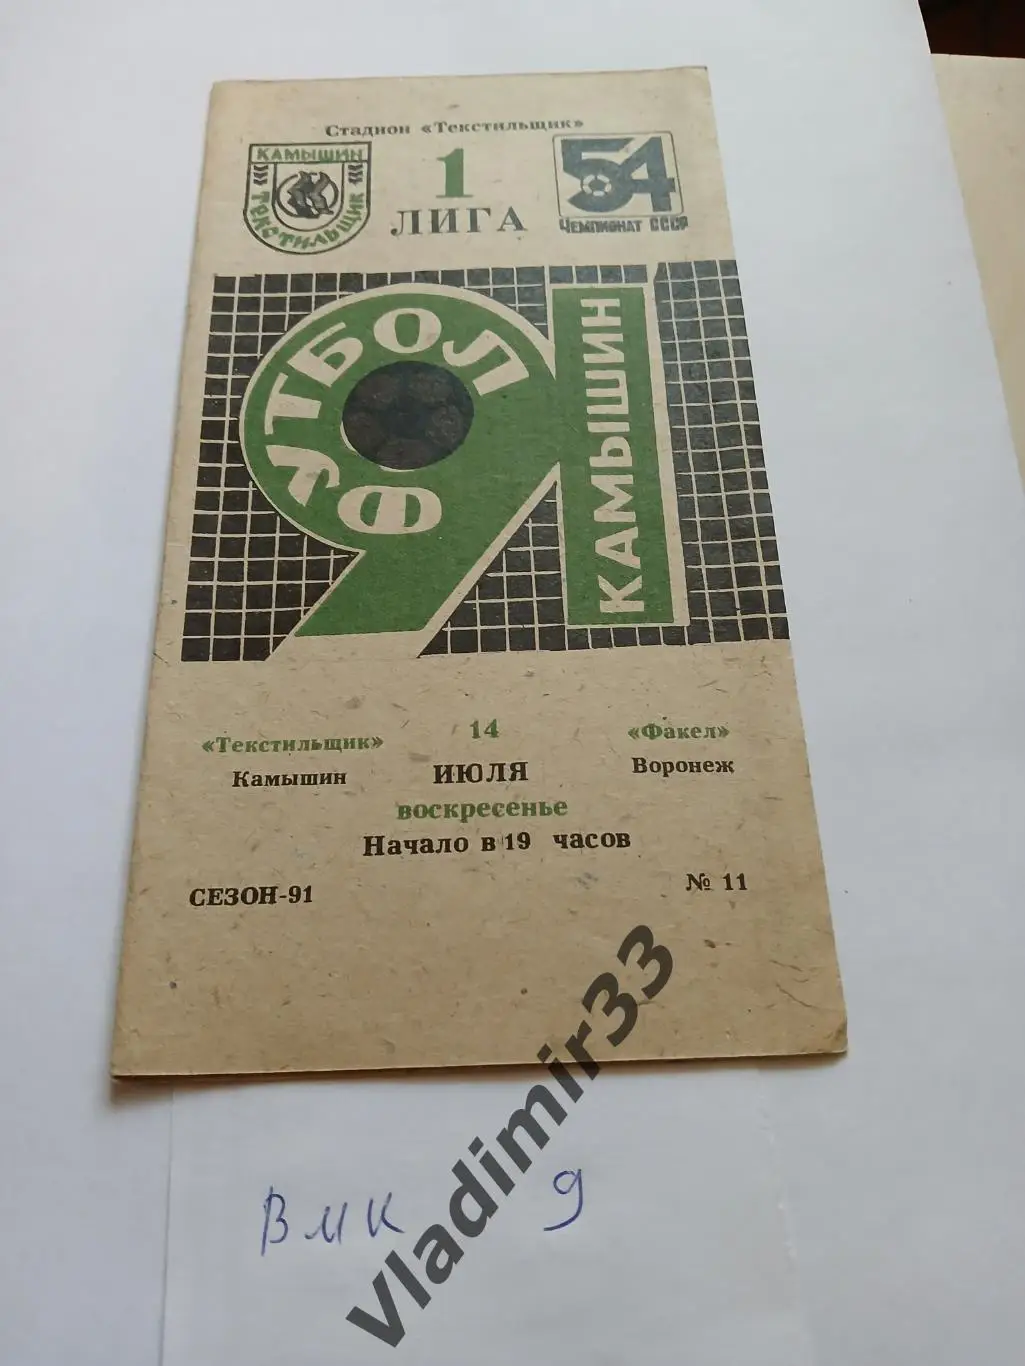 Стадион «Текстильщик»
КАМЫШИН
ТЕКСТИЛЬЩИК
1
ЛИГА
54
ЧЕМПИОНАТ СССР
ФУТБОЛ
91
КАМЫШИН
«Текстильщик»
Камышин
14
ИЮЛЯ
воскресенье
«Факел»
Воронеж
Начало в 19 часов
СЕЗОН-91
№ 11
Vladimir33
ВМК 9